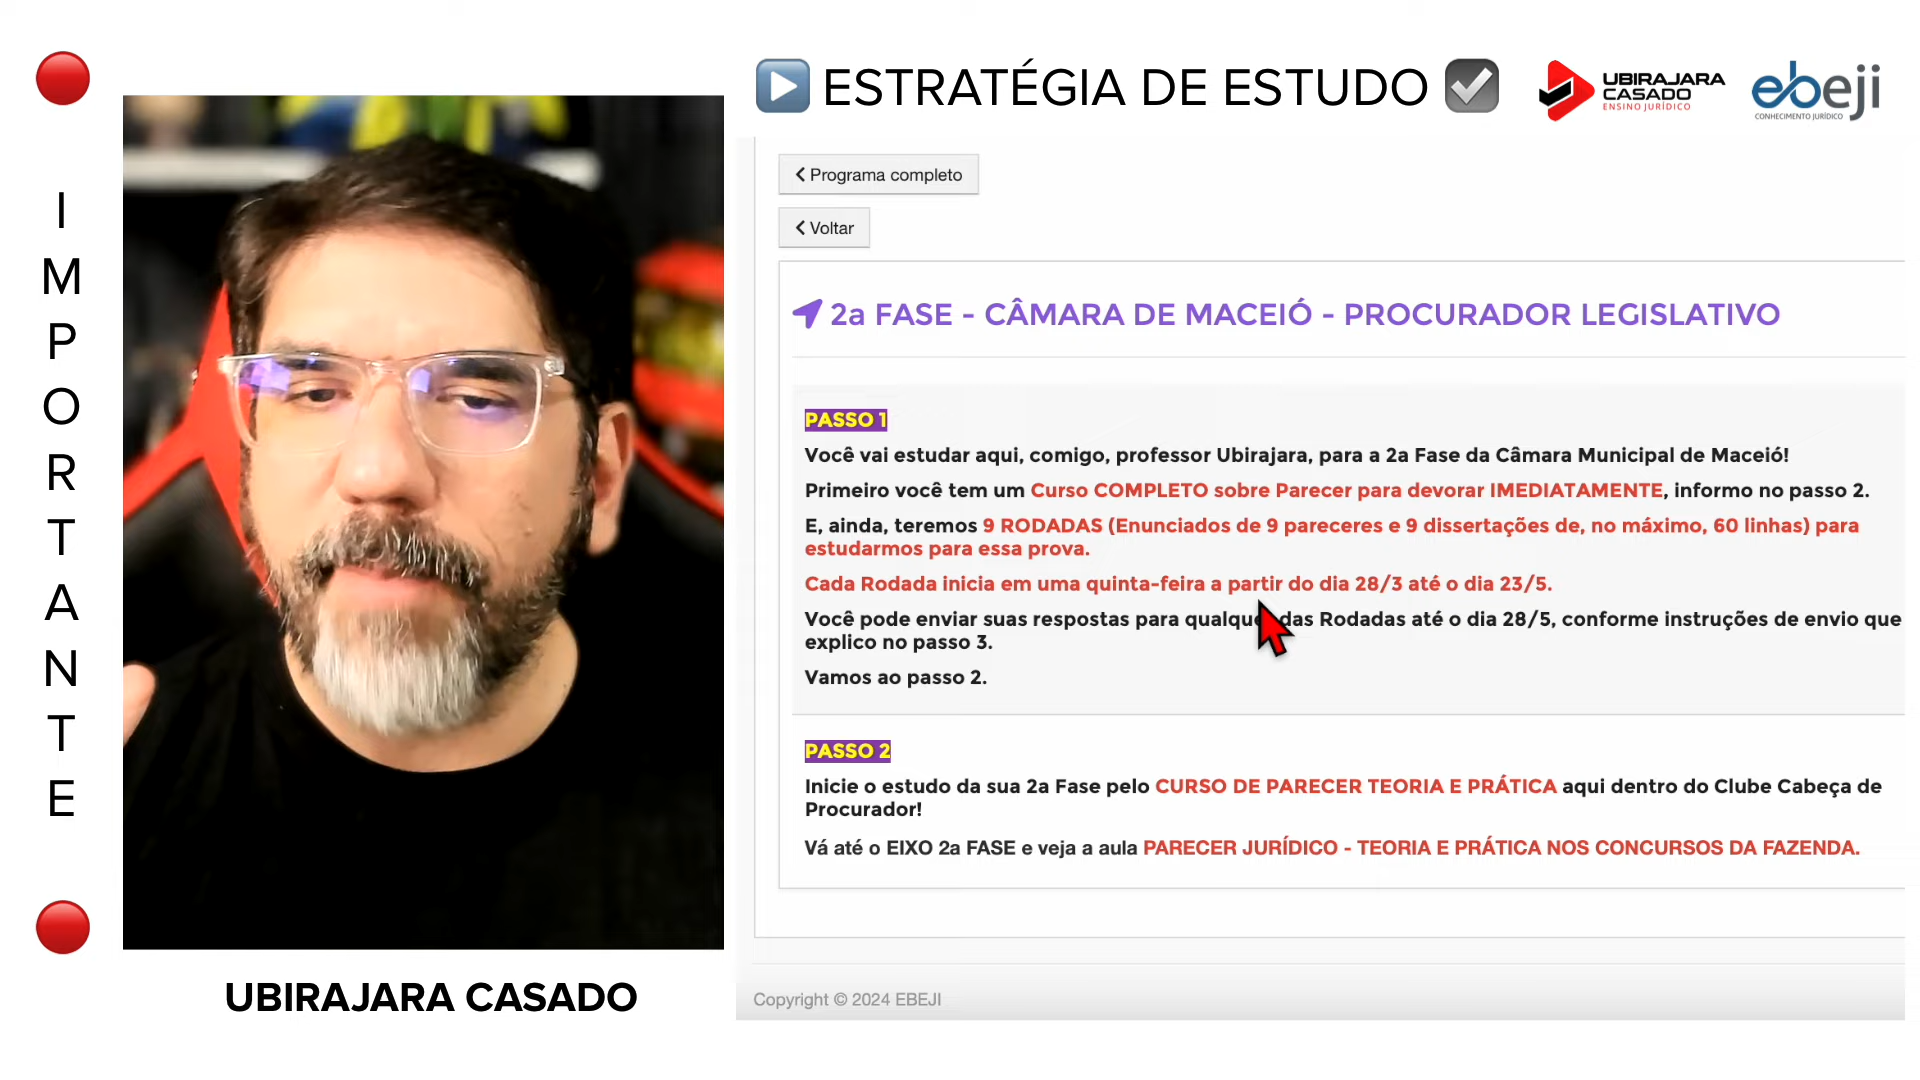 IMPORTANTE
UBIRAJARA CASADO
ESTRATÉGIA DE ESTUDO
UBIRAJARA
CASADO
ENSINO JURÍDICO
ebeji
CONHECIMENTO JURÍDICO
Programa completo
Voltar
2a FASE - CÂMARA DE MACEIÓ - PROCURADOR LEGISLATIVO
PASSO 1
Você vai estudar aqui, comigo, professor Ubirajara, para a 2a Fase da Câmara Municipal de Maceió!
Primeiro você tem um Curso COMPLETO sobre Parecer para devorar IMEDIATAMENTE, informo no passo 2.
E, ainda, teremos 9 RODADAS (Enunciados de 9 pareceres e 9 dissertações de, no máximo, 60 linhas) para
estudarmos para essa prova.
Cada Rodada inicia em uma quinta-feira a partir do dia 28/3 até o dia 23/5.
Você pode enviar suas respostas para qualquer das Rodadas até o dia 28/5, conforme instruções de envio que
explico no passo 3.
Vamos ao passo 2.
PASSO 2
Inicie o estudo da sua 2a Fase pelo CURSO DE PARECER TEORIA E PRÁTICA aqui dentro do Clube Cabeça de
Procurador!
Vá até o EIXO 2a FASE e veja a aula PARECER JURÍDICO - TEORIA E PRÁTICA NOS CONCURSOS DA FAZENDA.
Copyright © 2024 EBEJI